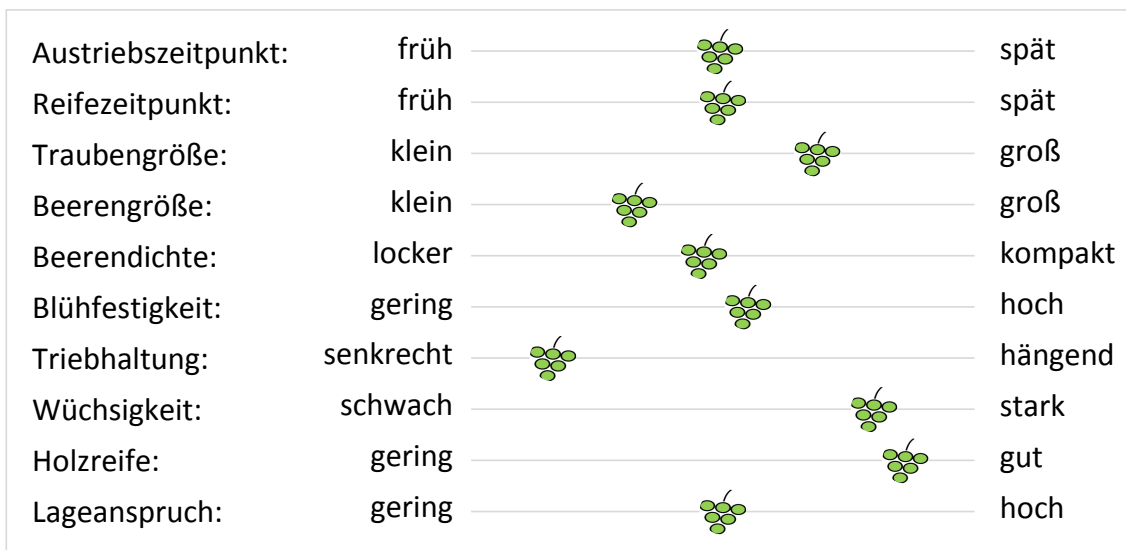 Austriebszeitpunkt: früh spät
Reifezeitpunkt: früh spät
Traubengröße: klein groß
Beerengröße: klein groß
Beerendichte: locker kompakt
Blühfestigkeit: gering hoch
Triebhaltung: senkrecht hängend
Wüchsigkeit: schwach stark
Holzreife: gering gut
Lageanspruch: gering hoch